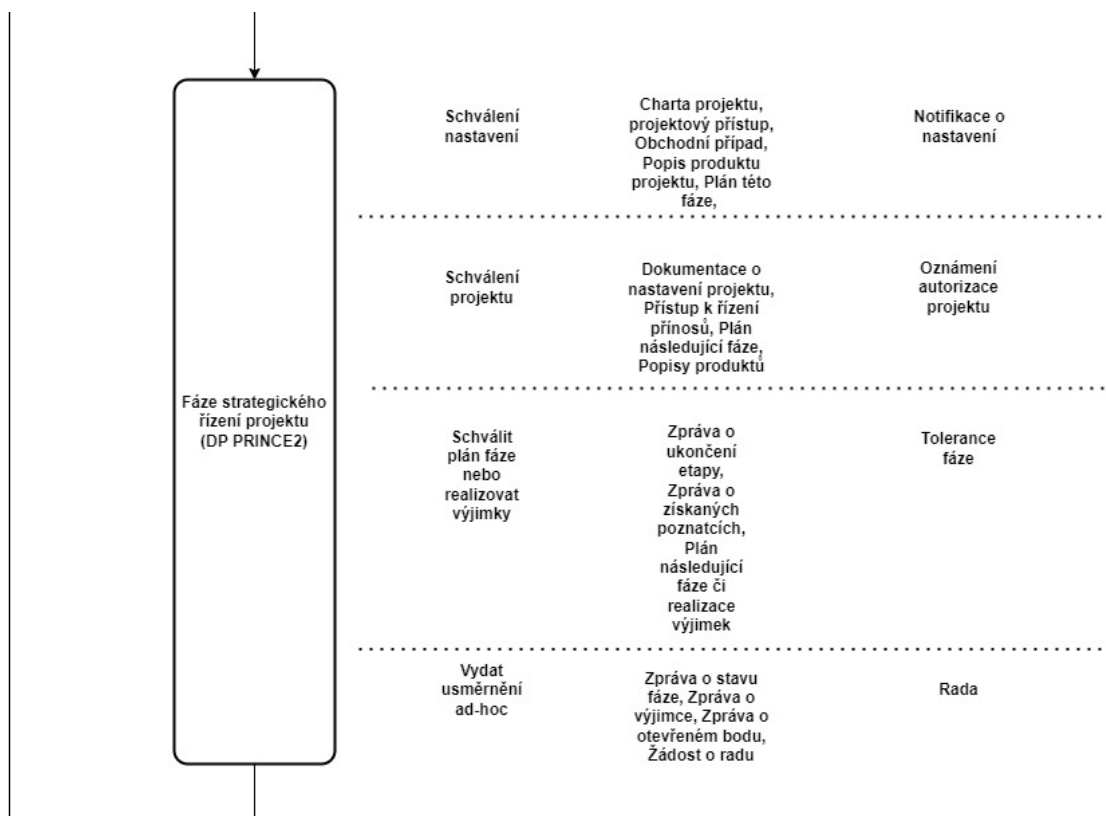 Schválení
nastavení
Charta projektu,
projektový přístup,
Obchodní případ,
Popis produktu
projektu, Plán této
fáze,
Notifikace o
nastavení
Schválení
projektu
Dokumentace o
nastavení projektu,
Přístup k řízení
přínosů, Plán
následující fáze,
Popisy produktů
Oznámení
autorizace
projektu
Fáze strategického
řízení projektu
(DP PRINCE2)
Schválit
plán fáze
nebo
realizovat
výjimky
Zpráva o
ukončení
etapy,
Zpráva o
získaných
poznatcích,
Plán
následující
fáze či
realizace
výjimek
Tolerance
fáze
Vydat
usměrnění
ad-hoc
Zpráva o stavu
fáze, Zpráva o
výjimce, Zpráva o
otevřeném bodu,
Žádost o radu
Rada